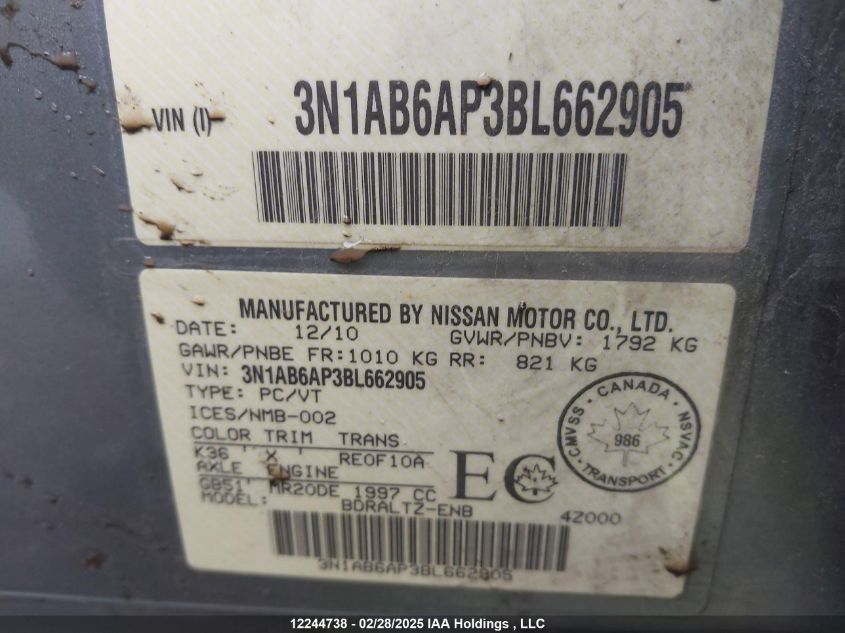 VIN (I) 3N1AB6AP3BL662905
MANUFACTURED BY NISSAN MOTOR CO., LTD.
DATE: 12/10 GVWR/PNBV: 1792 KG
GAWR/PNBE FR:1010 KG RR: 821 KG
VIN: 3N1AB6AP3BL662905
TYPE: PC/VT
ICES/NMB-002
COLOR TRIM TRANS
K36 ' X ' RE0F10A
AXLE ENGINE
GB51' MR20DE 1997 CC
MODEL: BDRALTZ-ENB
EC
4Z000
CANADA
CMVSS 986 NSVAC
TRANSPORT
3N1AB6AP3BL662905
12244738 - 02/28/2025 IAA Holdings , LLC